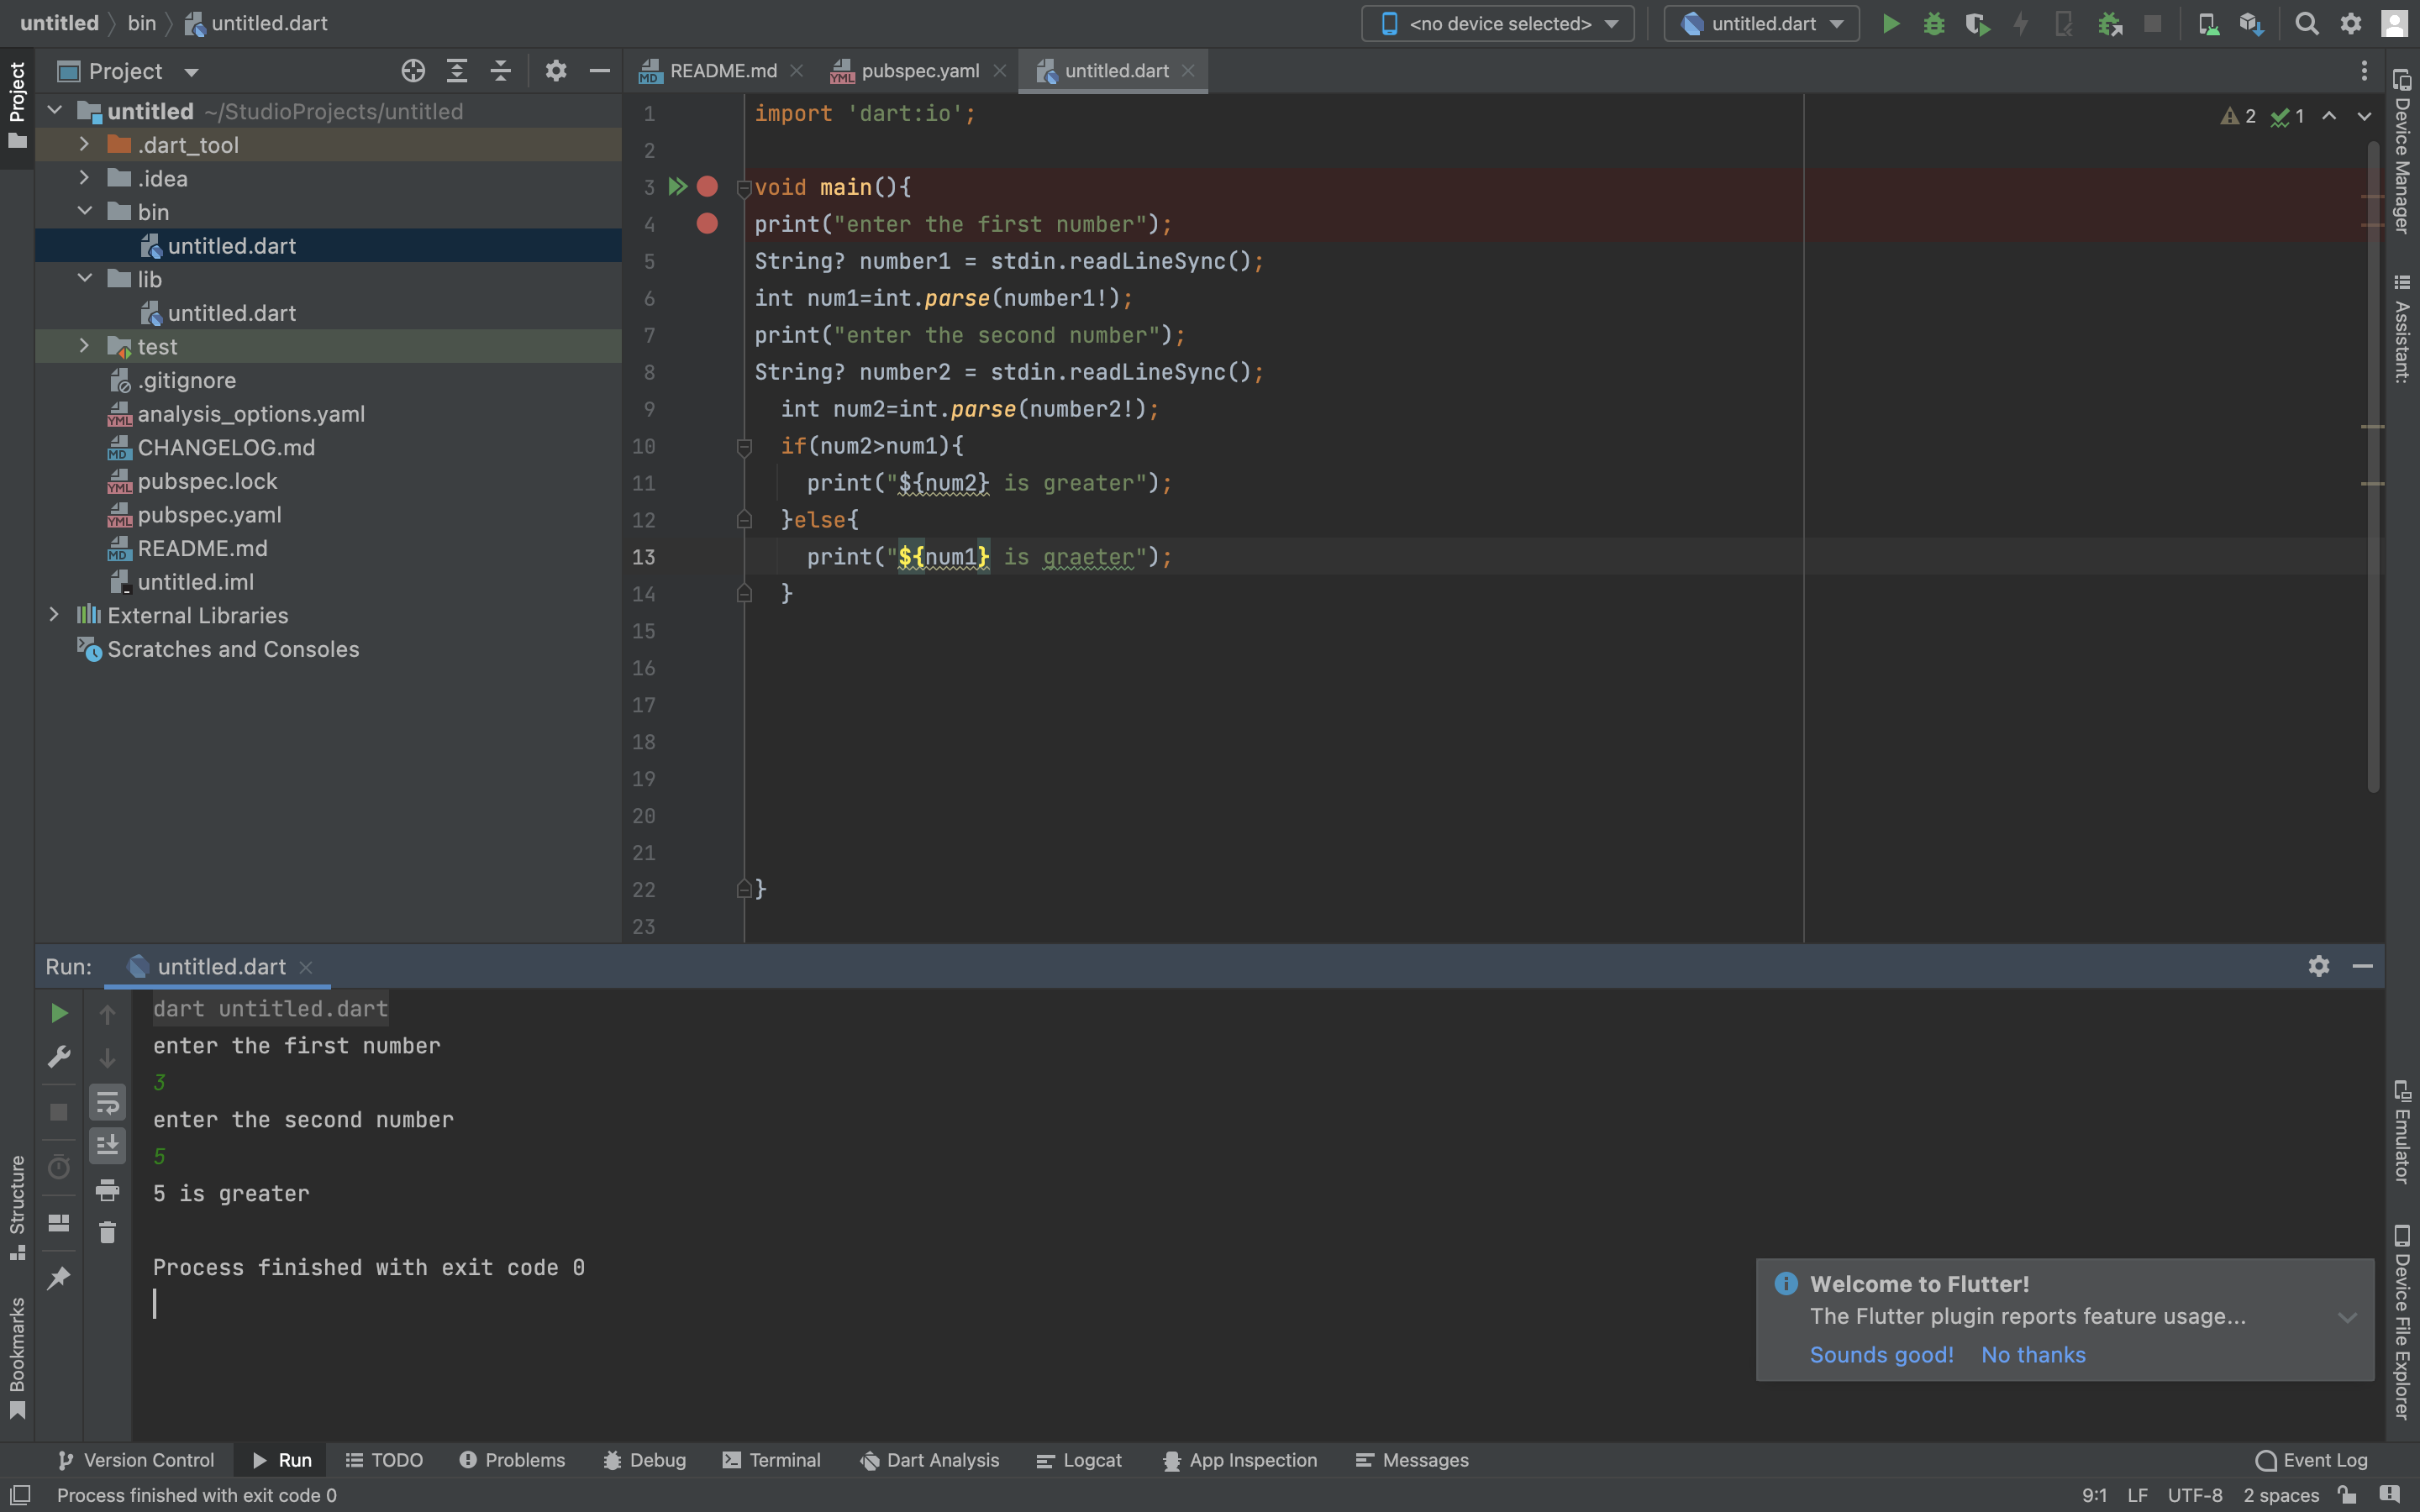 untitled bin untitled.dart <no device selected> untitled.dart
Project
Project
README.md pubspec.yaml untitled.dart
untitled ~/StudioProjects/untitled
.dart_tool
.idea
bin
untitled.dart
lib
untitled.dart
test
.gitignore
analysis_options.yaml
CHANGELOG.md
pubspec.lock
pubspec.yaml
README.md
untitled.iml
External Libraries
Scratches and Consoles
2 1
1 import 'dart:io';
2
3 void main(){
4 print("enter the first number");
5 String? number1 = stdin.readLineSync();
6 int num1=int.parse(number1!);
7 print("enter the second number");
8 String? number2 = stdin.readLineSync();
9 int num2=int.parse(number2!);
10 if(num2>num1){
11 print("${num2} is greater");
12 }else{
13 print("${num1} is graeter");
14 }
15
16
17
18
19
20
21
22 }
23
Device Manager
Assistant:
Emulator
Device File Explorer
Structure
Bookmarks
Run: untitled.dart
dart untitled.dart
enter the first number
3
enter the second number
5
5 is greater
Process finished with exit code 0
Welcome to Flutter!
The Flutter plugin reports feature usage...
Sounds good! No thanks
Version Control Run TODO Problems Debug Terminal Dart Analysis Logcat App Inspection Messages Event Log
Process finished with exit code 0 9:1 LF UTF-8 2 spaces